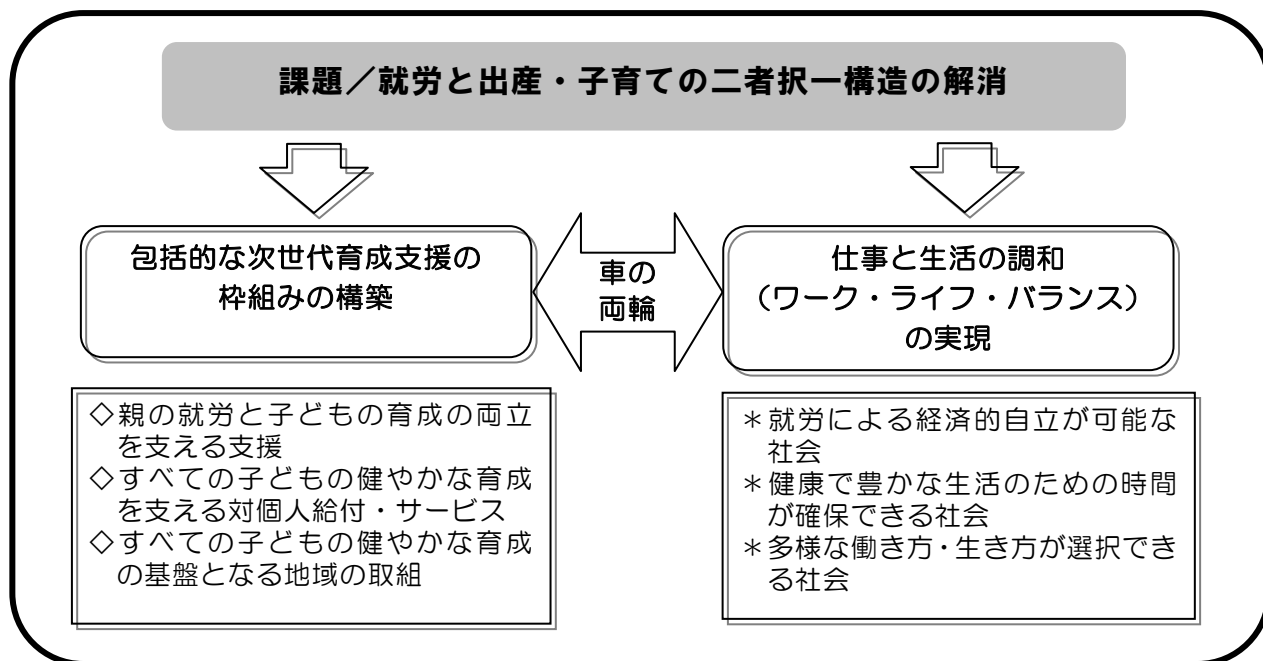 課題／就労と出産・子育ての二者択一構造の解消
包括的な次世代育成支援の
枠組みの構築
車の
両輪
仕事と生活の調和
（ワーク・ライフ・バランス）
の実現
◇親の就労と子どもの育成の両立
を支える支援
◇すべての子どもの健やかな育成
を支える対個人給付・サービス
◇すべての子どもの健やかな育成
の基盤となる地域の取組
＊就労による経済的自立が可能な
社会
＊健康で豊かな生活のための時間
が確保できる社会
＊多様な働き方・生き方が選択でき
る社会